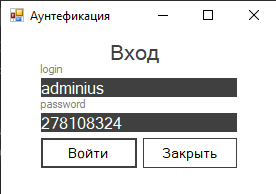 Аунтефикация
Вход
login
adminius
password
278108324
Войти Закрыть